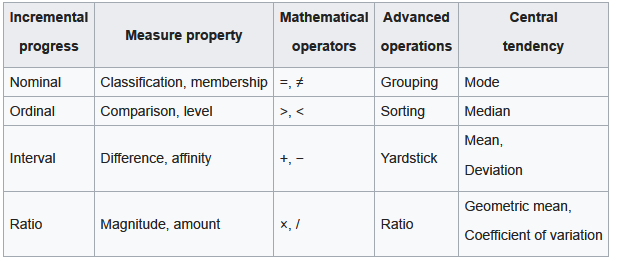 Incremental progress Measure property Mathematical operators Advanced operations Central tendency
Nominal Classification, membership =, ≠ Grouping Mode
Ordinal Comparison, level >, < Sorting Median
Interval Difference, affinity +, − Yardstick Mean,
Deviation
Ratio Magnitude, amount ×, / Ratio Geometric mean,
Coefficient of variation